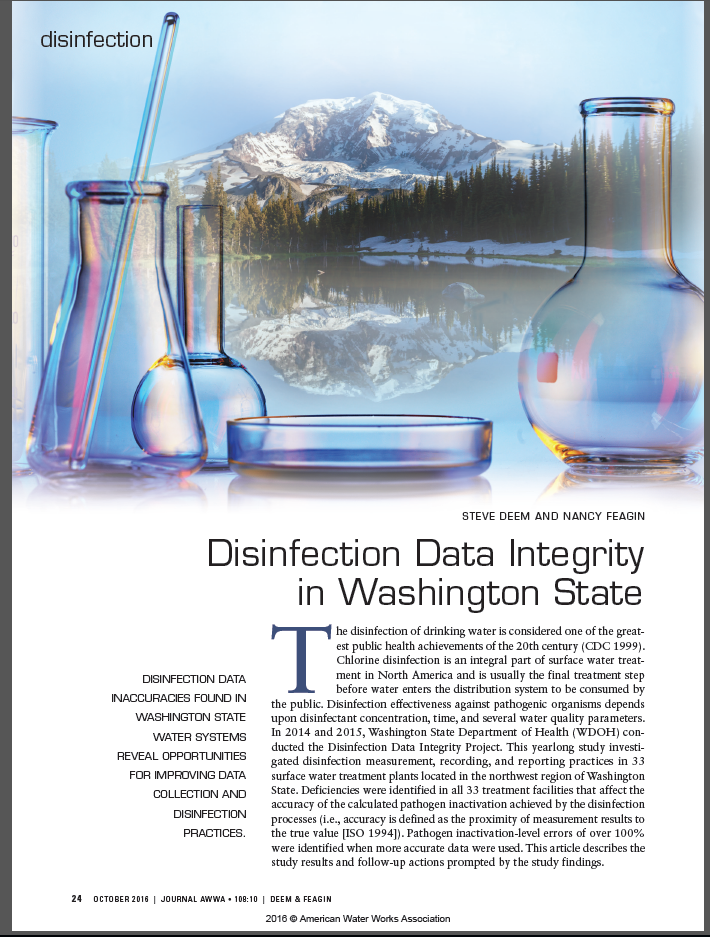 disinfection
STEVE DEEM AND NANCY FEAGIN
Disinfection Data Integrity
in Washington State
DISINFECTION DATA
INACCURACIES FOUND IN
WASHINGTON STATE
WATER SYSTEMS
REVEAL OPPORTUNITIES
FOR IMPROVING DATA
COLLECTION AND
DISINFECTION
PRACTICES.
The disinfection of drinking water is considered one of the great-
est public health achievements of the 20th century (CDC 1999).
Chlorine disinfection is an integral part of surface water treat-
ment in North America and is usually the final treatment step
before water enters the distribution system to be consumed by
the public. Disinfection effectiveness against pathogenic organisms depends
upon disinfectant concentration, time, and several water quality parameters.
In 2014 and 2015, Washington State Department of Health (WDOH) con-
ducted the Disinfection Data Integrity Project. This yearlong study investi-
gated disinfection measurement, recording, and reporting practices in 33
surface water treatment plants located in the northwest region of Washington
State. Deficiencies were identified in all 33 treatment facilities that affect the
accuracy of the calculated pathogen inactivation achieved by the disinfection
processes (i.e., accuracy is defined as the proximity of measurement results to
the true value [ISO 1994]). Pathogen inactivation-level errors of over 100%
were identified when more accurate data were used. This article describes the
study results and follow-up actions prompted by the study findings.
24 OCTOBER 2016 | JOURNAL AWWA • 108:10 | DEEM & FEAGIN
2016 © American Water Works Association